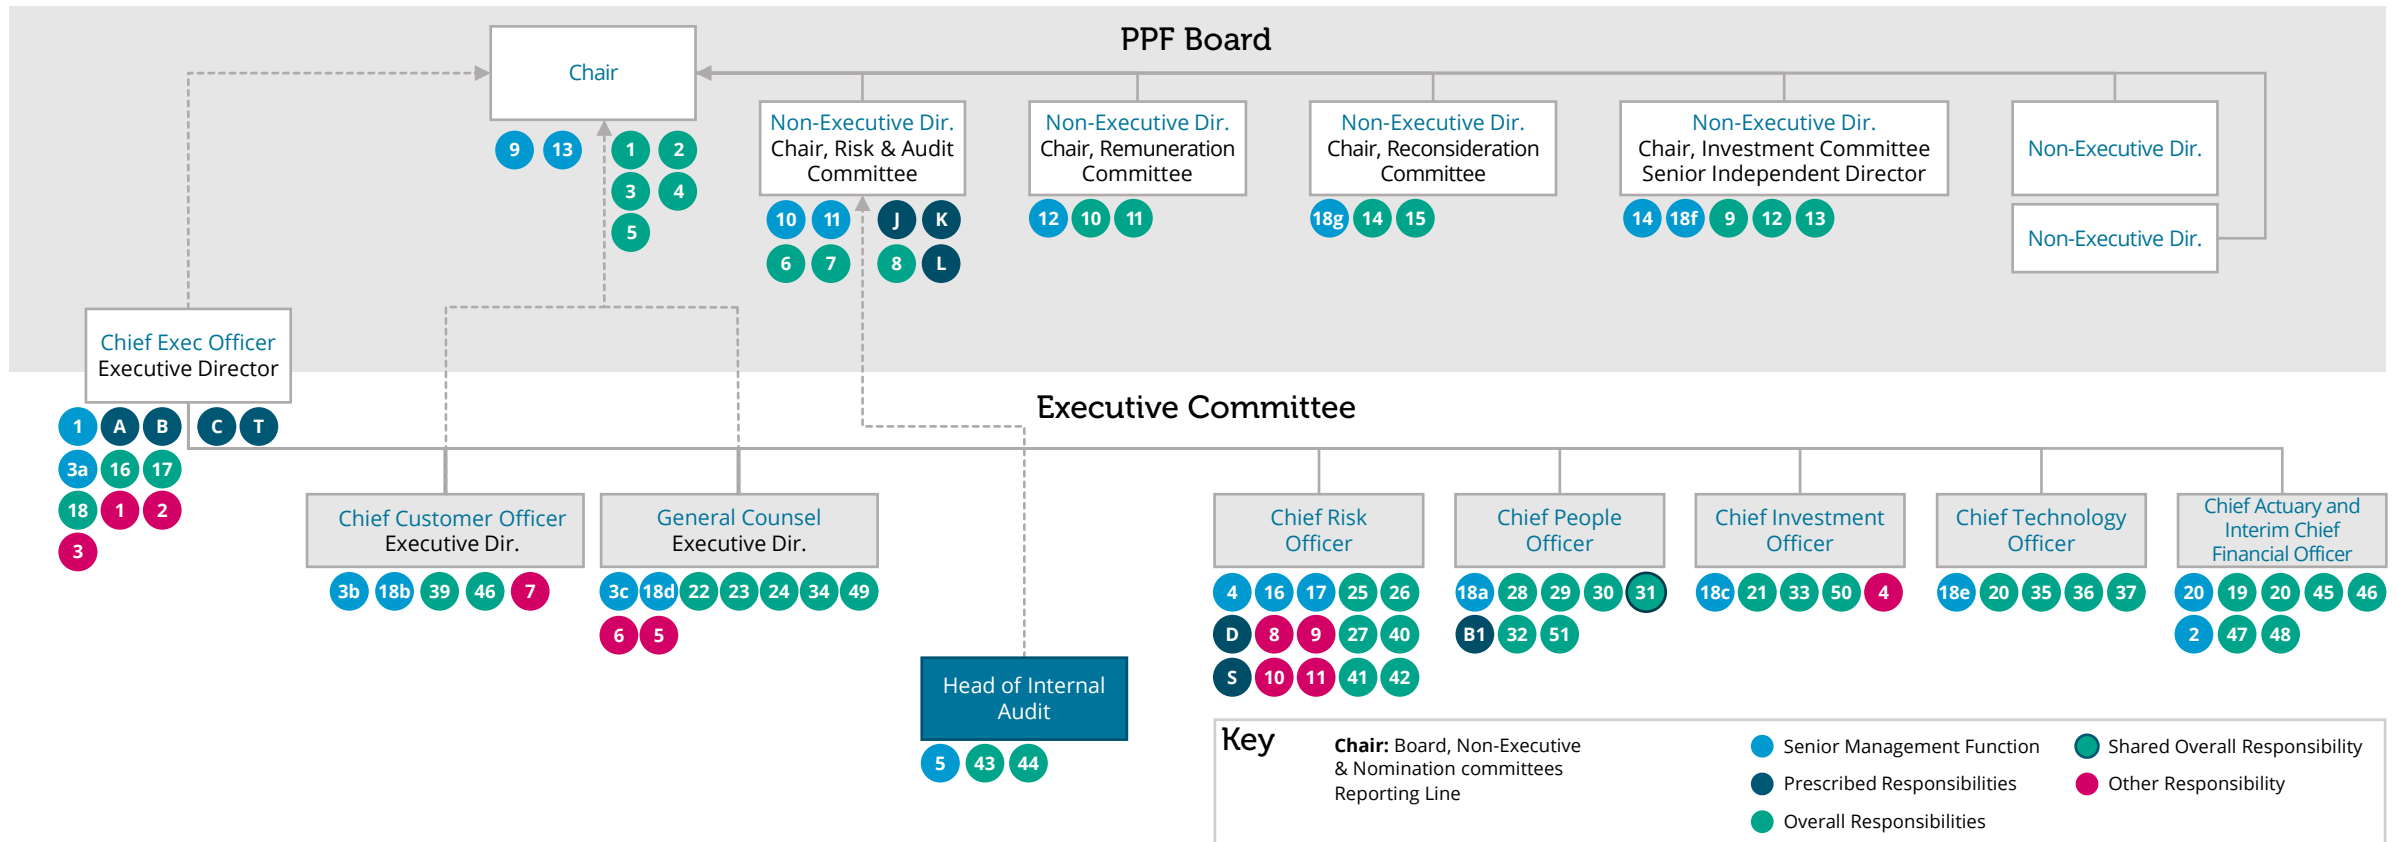 PPF Board
Chair
9 13 1 2
3 4
5
Non-Executive Dir.
Chair, Risk & Audit
Committee
10 11 J K
6 7 8 L
Non-Executive Dir.
Chair, Remuneration
Committee
12 10 11
Non-Executive Dir.
Chair, Reconsideration
Committee
18g 14 15
Non-Executive Dir.
Chair, Investment Committee
Senior Independent Director
14 18f 9 12 13
Non-Executive Dir.
Non-Executive Dir.
Chief Exec Officer
Executive Director
1 A B C T
3a 16 17
18 1 2
3
Executive Committee
Chief Customer Officer
Executive Dir.
3b 18b 39 46 7
General Counsel
Executive Dir.
3c 18d 22 23 24 34 49
6 5
Head of Internal
Audit
5 43 44
Chief Risk
Officer
4 16 17 25 26
D 8 9 27 40
S 10 11 41 42
Chief People
Officer
18a 28 29 30 31
B1 32 51
Chief Investment
Officer
18c 21 33 50 4
Chief Technology
Officer
18e 20 35 36 37
Chief Actuary and
Interim Chief
Financial Officer
20 19 20 45 46
2 47 48
Key
Chair: Board, Non-Executive
& Nomination committees
Reporting Line
Senior Management Function
Prescribed Responsibilities
Overall Responsibilities
Shared Overall Responsibility
Other Responsibility